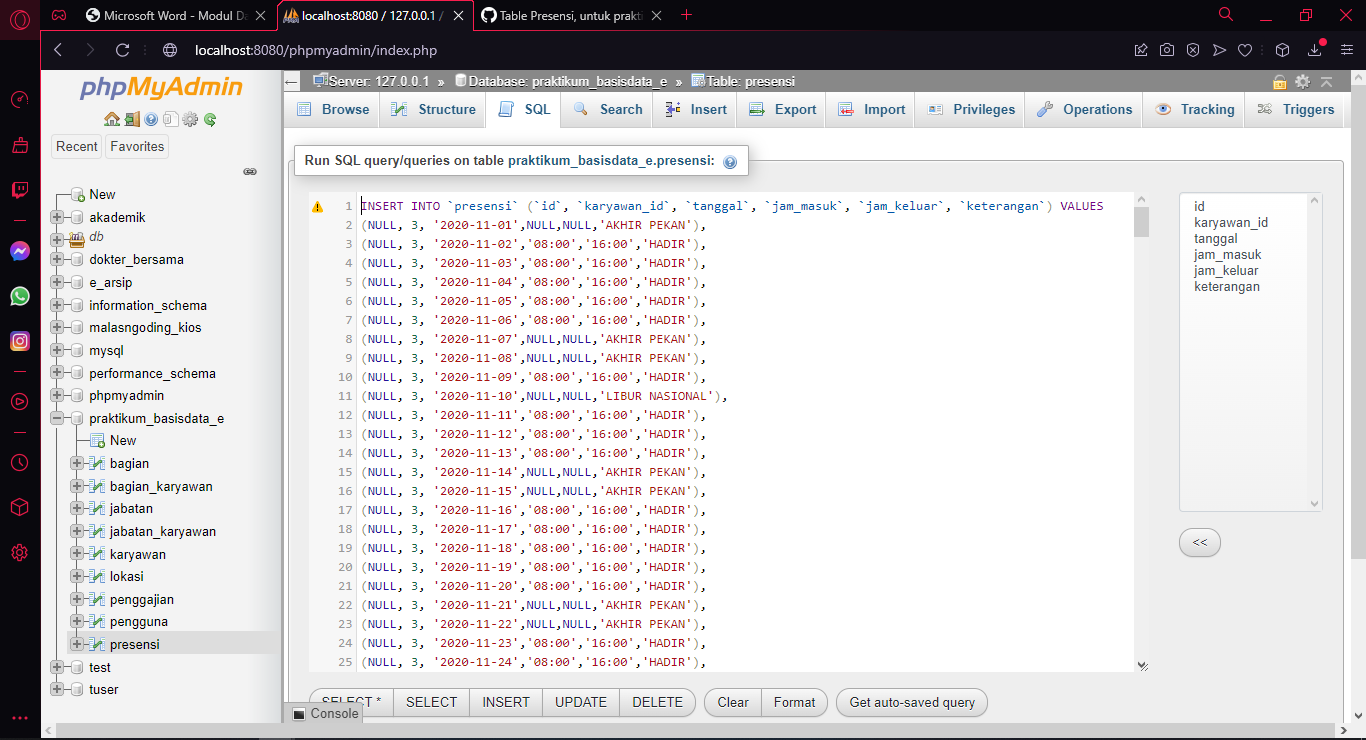 Microsoft Word - Modul Da
localhost:8080 / 127.0.0.1 /
Table Presensi, untuk prakti
localhost:8080/phpmyadmin/index.php
phpMyAdmin
Recent
Favorites
New
akademik
db
dokter_bersama
e_arsip
information_schema
malasngoding_kios
mysql
performance_schema
phpmyadmin
praktikum_basisdata_e
New
bagian
bagian_karyawan
jabatan
jabatan_karyawan
karyawan
lokasi
penggajian
pengguna
presensi
test
tuser
Server: 127.0.0.1 » Database: praktikum_basisdata_e » Table: presensi
Browse Structure SQL Search Insert Export Import Privileges Operations Tracking Triggers
Run SQL query/queries on table praktikum_basisdata_e.presensi:
1 INSERT INTO `presensi` (`id`, `karyawan_id`, `tanggal`, `jam_masuk`, `jam_keluar`, `keterangan`) VALUES
2 (NULL, 3, '2020-11-01',NULL,NULL,'AKHIR PEKAN'),
3 (NULL, 3, '2020-11-02','08:00','16:00','HADIR'),
4 (NULL, 3, '2020-11-03','08:00','16:00','HADIR'),
5 (NULL, 3, '2020-11-04','08:00','16:00','HADIR'),
6 (NULL, 3, '2020-11-05','08:00','16:00','HADIR'),
7 (NULL, 3, '2020-11-06','08:00','16:00','HADIR'),
8 (NULL, 3, '2020-11-07',NULL,NULL,'AKHIR PEKAN'),
9 (NULL, 3, '2020-11-08',NULL,NULL,'AKHIR PEKAN'),
10 (NULL, 3, '2020-11-09','08:00','16:00','HADIR'),
11 (NULL, 3, '2020-11-10',NULL,NULL,'LIBUR NASIONAL'),
12 (NULL, 3, '2020-11-11','08:00','16:00','HADIR'),
13 (NULL, 3, '2020-11-12','08:00','16:00','HADIR'),
14 (NULL, 3, '2020-11-13','08:00','16:00','HADIR'),
15 (NULL, 3, '2020-11-14',NULL,NULL,'AKHIR PEKAN'),
16 (NULL, 3, '2020-11-15',NULL,NULL,'AKHIR PEKAN'),
17 (NULL, 3, '2020-11-16','08:00','16:00','HADIR'),
18 (NULL, 3, '2020-11-17','08:00','16:00','HADIR'),
19 (NULL, 3, '2020-11-18','08:00','16:00','HADIR'),
20 (NULL, 3, '2020-11-19','08:00','16:00','HADIR'),
21 (NULL, 3, '2020-11-20','08:00','16:00','HADIR'),
22 (NULL, 3, '2020-11-21',NULL,NULL,'AKHIR PEKAN'),
23 (NULL, 3, '2020-11-22',NULL,NULL,'AKHIR PEKAN'),
24 (NULL, 3, '2020-11-23','08:00','16:00','HADIR'),
25 (NULL, 3, '2020-11-24','08:00','16:00','HADIR'),
id
karyawan_id
tanggal
jam_masuk
jam_keluar
keterangan
<<
SELECT * SELECT INSERT UPDATE DELETE Clear Format Get auto-saved query
Console